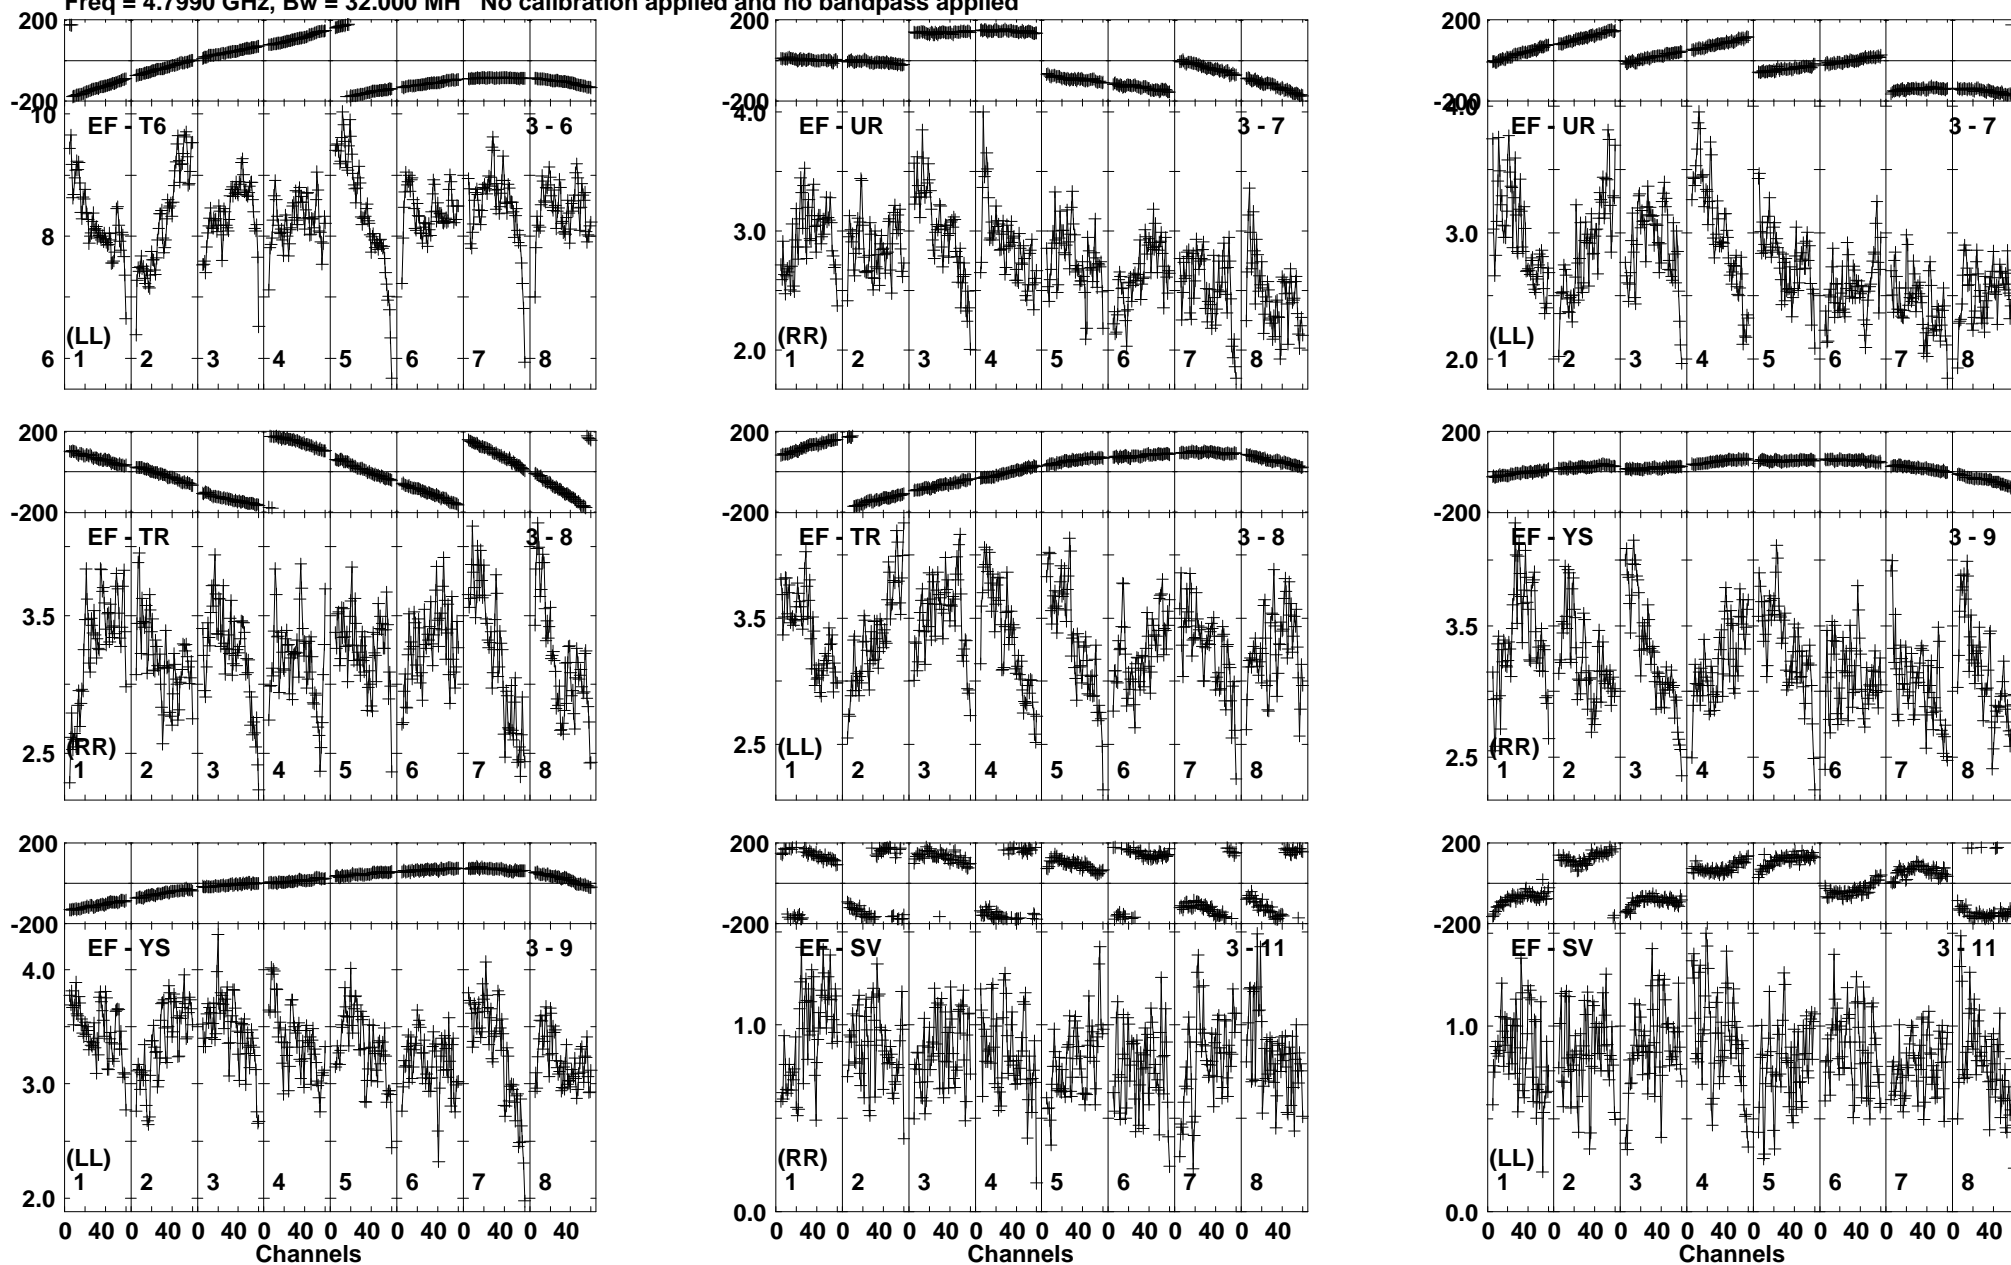 Freq = 4.7990 GHz, Bw = 32.000 MH No calibration applied and no bandpass applied
200
-200
10
8
6
EF - T6
3 - 6
(LL)
1 2 3 4 5 6 7 8
200
-200
4.0
3.0
2.0
EF - UR
3 - 7
(RR)
1 2 3 4 5 6 7 8
200
-200
4.0
3.0
2.0
EF - UR
3 - 7
(LL)
1 2 3 4 5 6 7 8
200
-200
3.5
2.5
EF - TR
3 - 8
(RR)
1 2 3 4 5 6 7 8
200
-200
3.5
2.5
EF - TR
3 - 8
(LL)
1 2 3 4 5 6 7 8
200
-200
3.5
2.5
EF - YS
3 - 9
(RR)
1 2 3 4 5 6 7 8
200
-200
4.0
3.0
2.0
EF - YS
3 - 9
(LL)
1 2 3 4 5 6 7 8
0 40 0 40 0 40 0 40 0 40 0 40 0 40 0 40
Channels
200
-200
1.0
0.0
EF - SV
3 - 11
(RR)
1 2 3 4 5 6 7 8
0 40 0 40 0 40 0 40 0 40 0 40 0 40 0 40
Channels
200
-200
1.0
0.0
EF - SV
3 - 11
(LL)
1 2 3 4 5 6 7 8
0 40 0 40 0 40 0 40 0 40 0 40 0 40 0 40
Channels